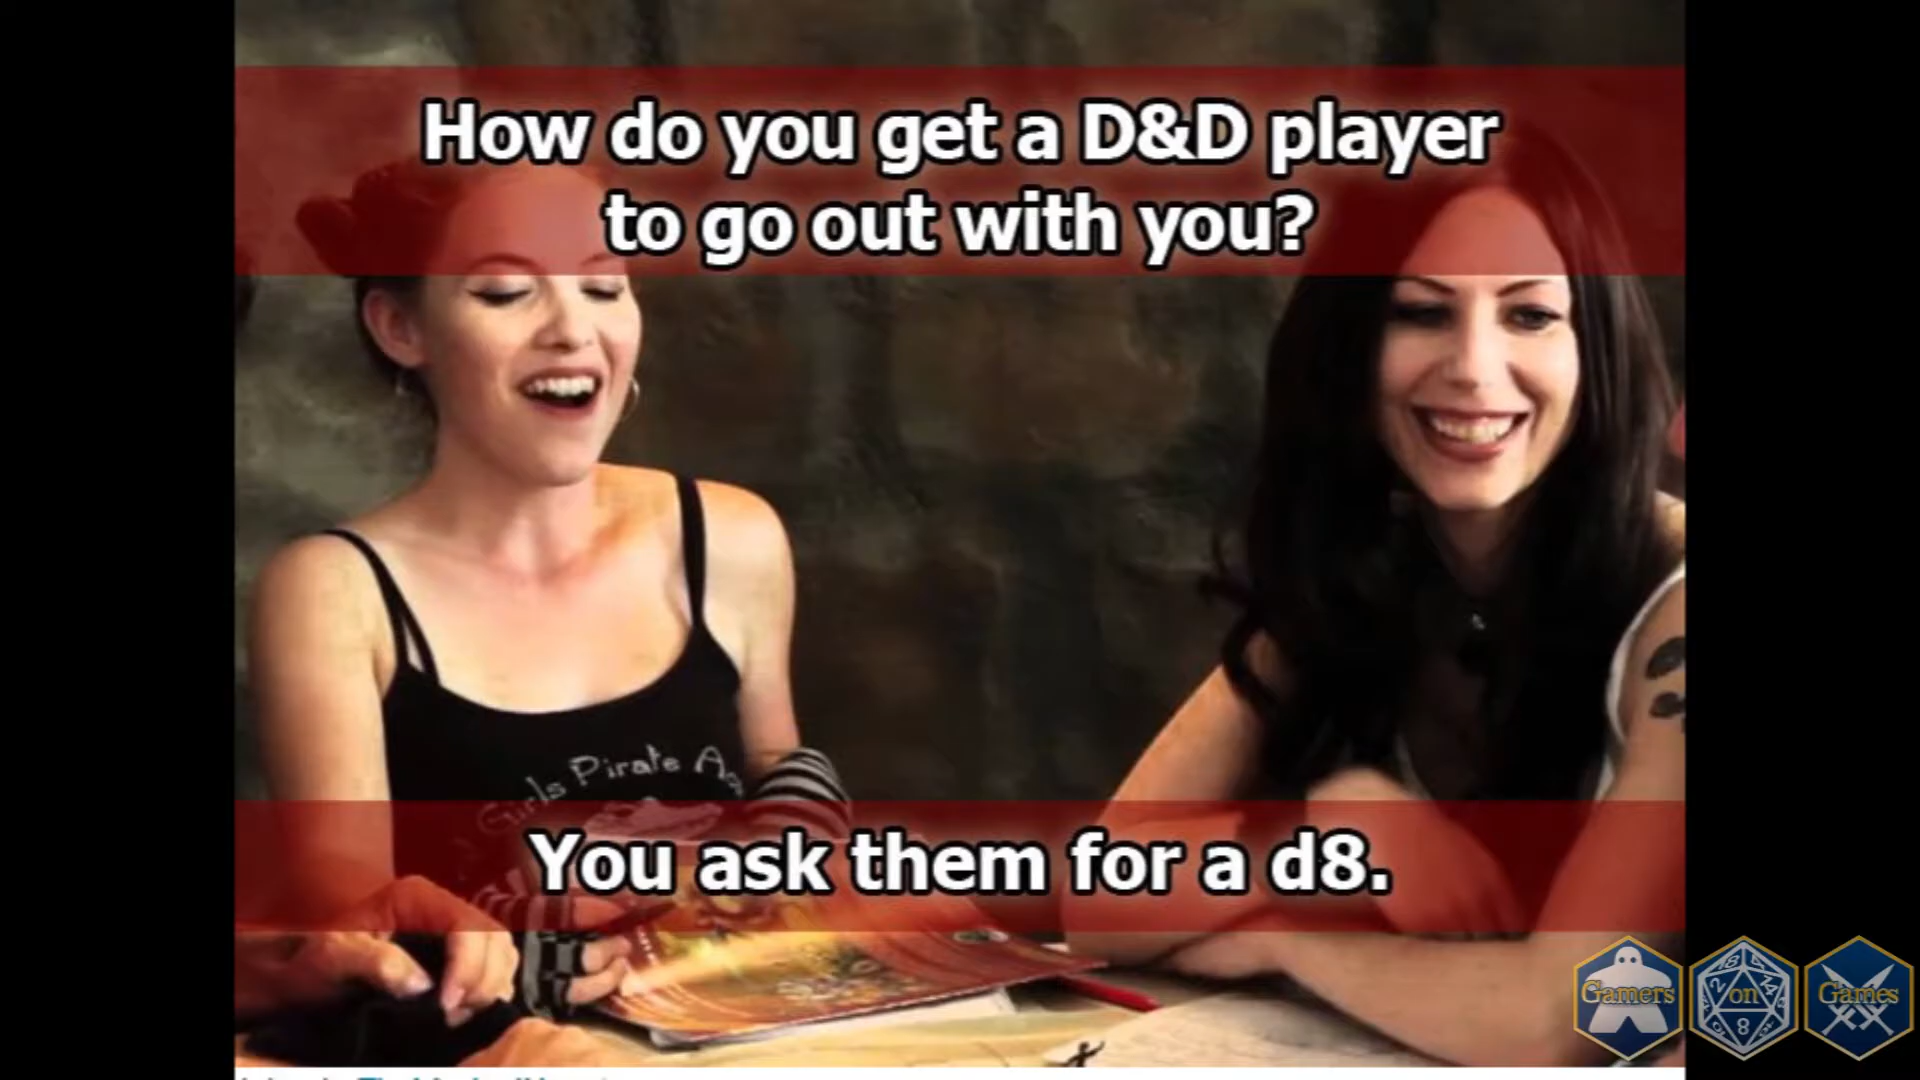 How do you get a D&D player
to go out with you?
Girls Pirate
You ask them for a d8.
Gamers on Games